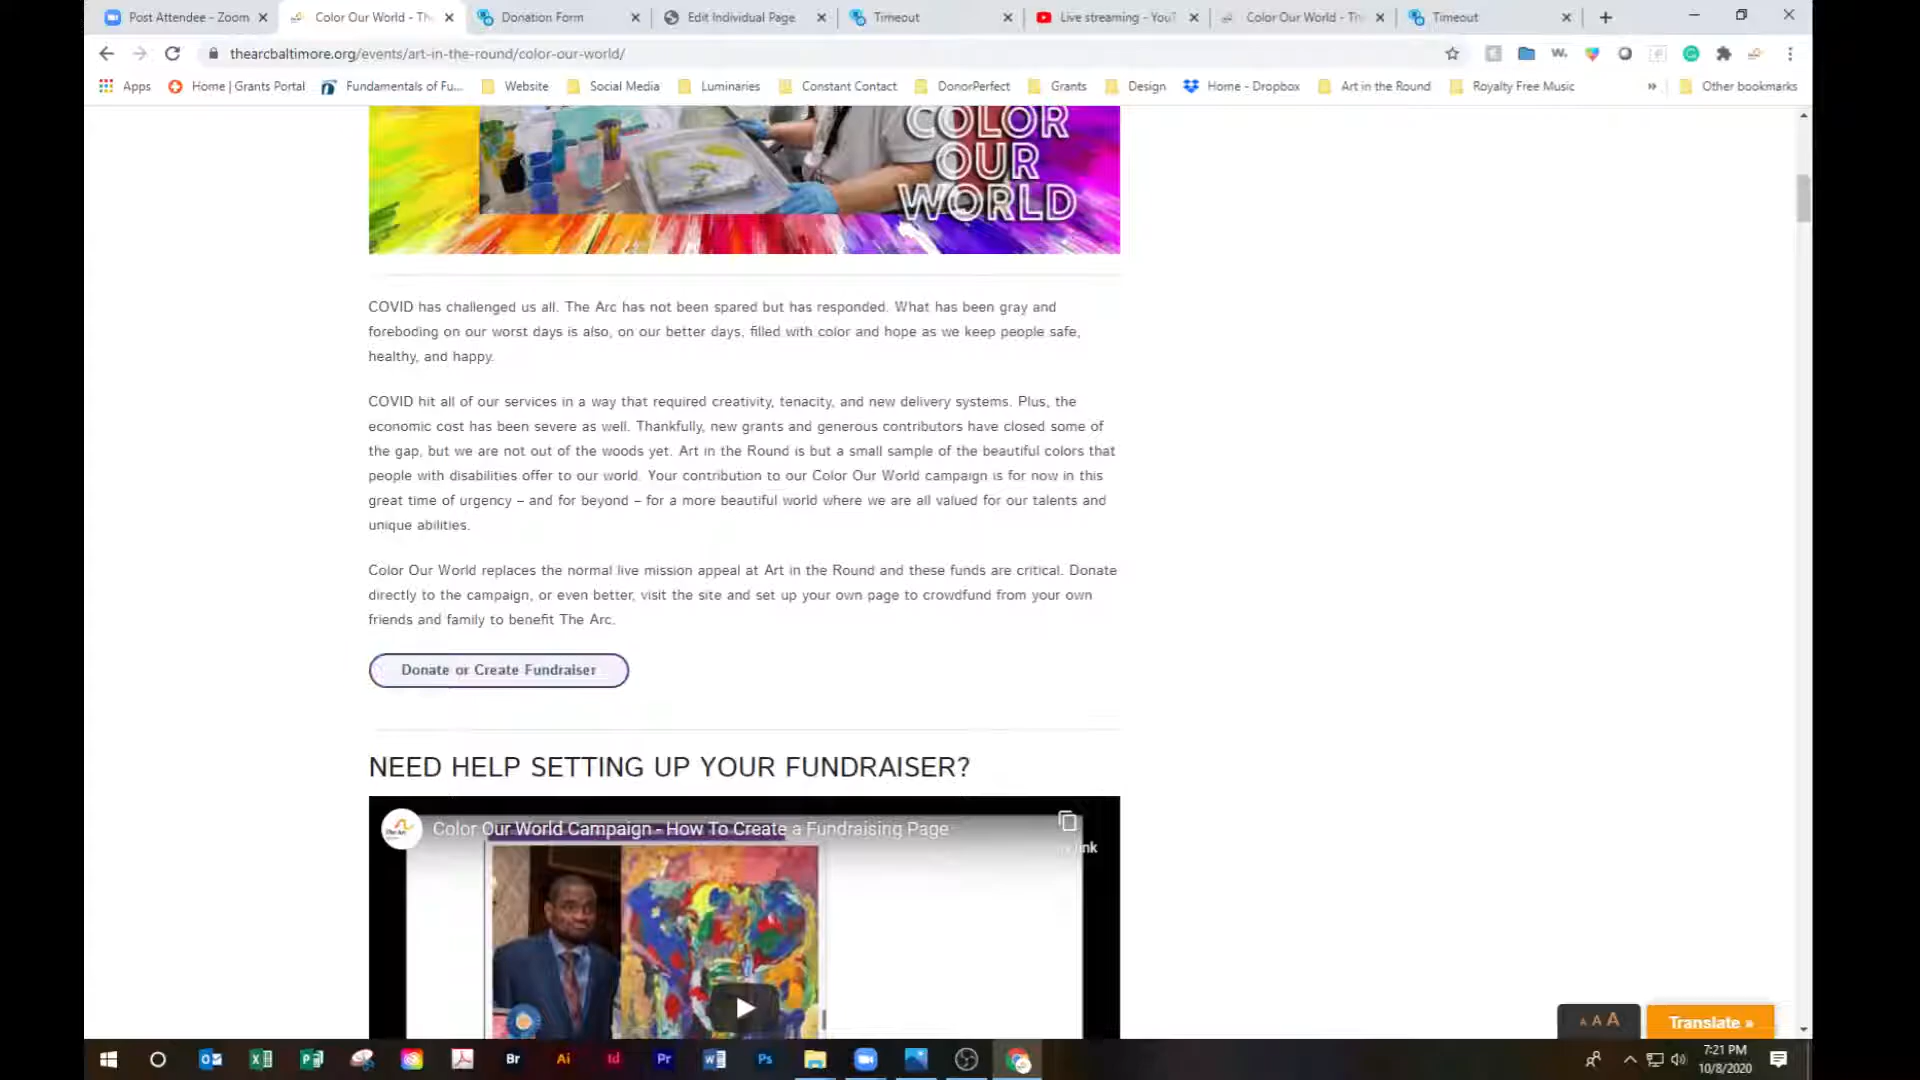 Post Attendee - Zoom
Color Our World - Th
Donation Form
Edit Individual Page
Timeout
Live streaming - YouT
Color Our World - Th
Timeout
thearcbaltimore.org/events/art-in-the-round/color-our-world/
Apps
Home | Grants Portal
Fundamentals of Fu...
Website
Social Media
Luminaries
Constant Contact
DonorPerfect
Grants
Design
Home - Dropbox
Art in the Round
Royalty Free Music
»
Other bookmarks
COLOR
OUR
WORLD
COVID has challenged us all. The Arc has not been spared but has responded. What has been gray and
foreboding on our worst days is also, on our better days, filled with color and hope as we keep people safe,
healthy, and happy.
COVID hit all of our services in a way that required creativity, tenacity, and new delivery systems. Plus, the
economic cost has been severe as well. Thankfully, new grants and generous contributors have closed some of
the gap, but we are not out of the woods yet. Art in the Round is but a small sample of the beautiful colors that
people with disabilities offer to our world. Your contribution to our Color Our World campaign is for now in this
great time of urgency – and for beyond – for a more beautiful world where we are all valued for our talents and
unique abilities.
Color Our World replaces the normal live mission appeal at Art in the Round and these funds are critical. Donate
directly to the campaign, or even better, visit the site and set up your own page to crowdfund from your own
friends and family to benefit The Arc.
Donate or Create Fundraiser
NEED HELP SETTING UP YOUR FUNDRAISER?
The Arc
Color Our World Campaign - How To Create a Fundraising Page
link
A A A
Translate »
Br
Ai
Id
Pr
Ps
7:21 PM
10/8/2020